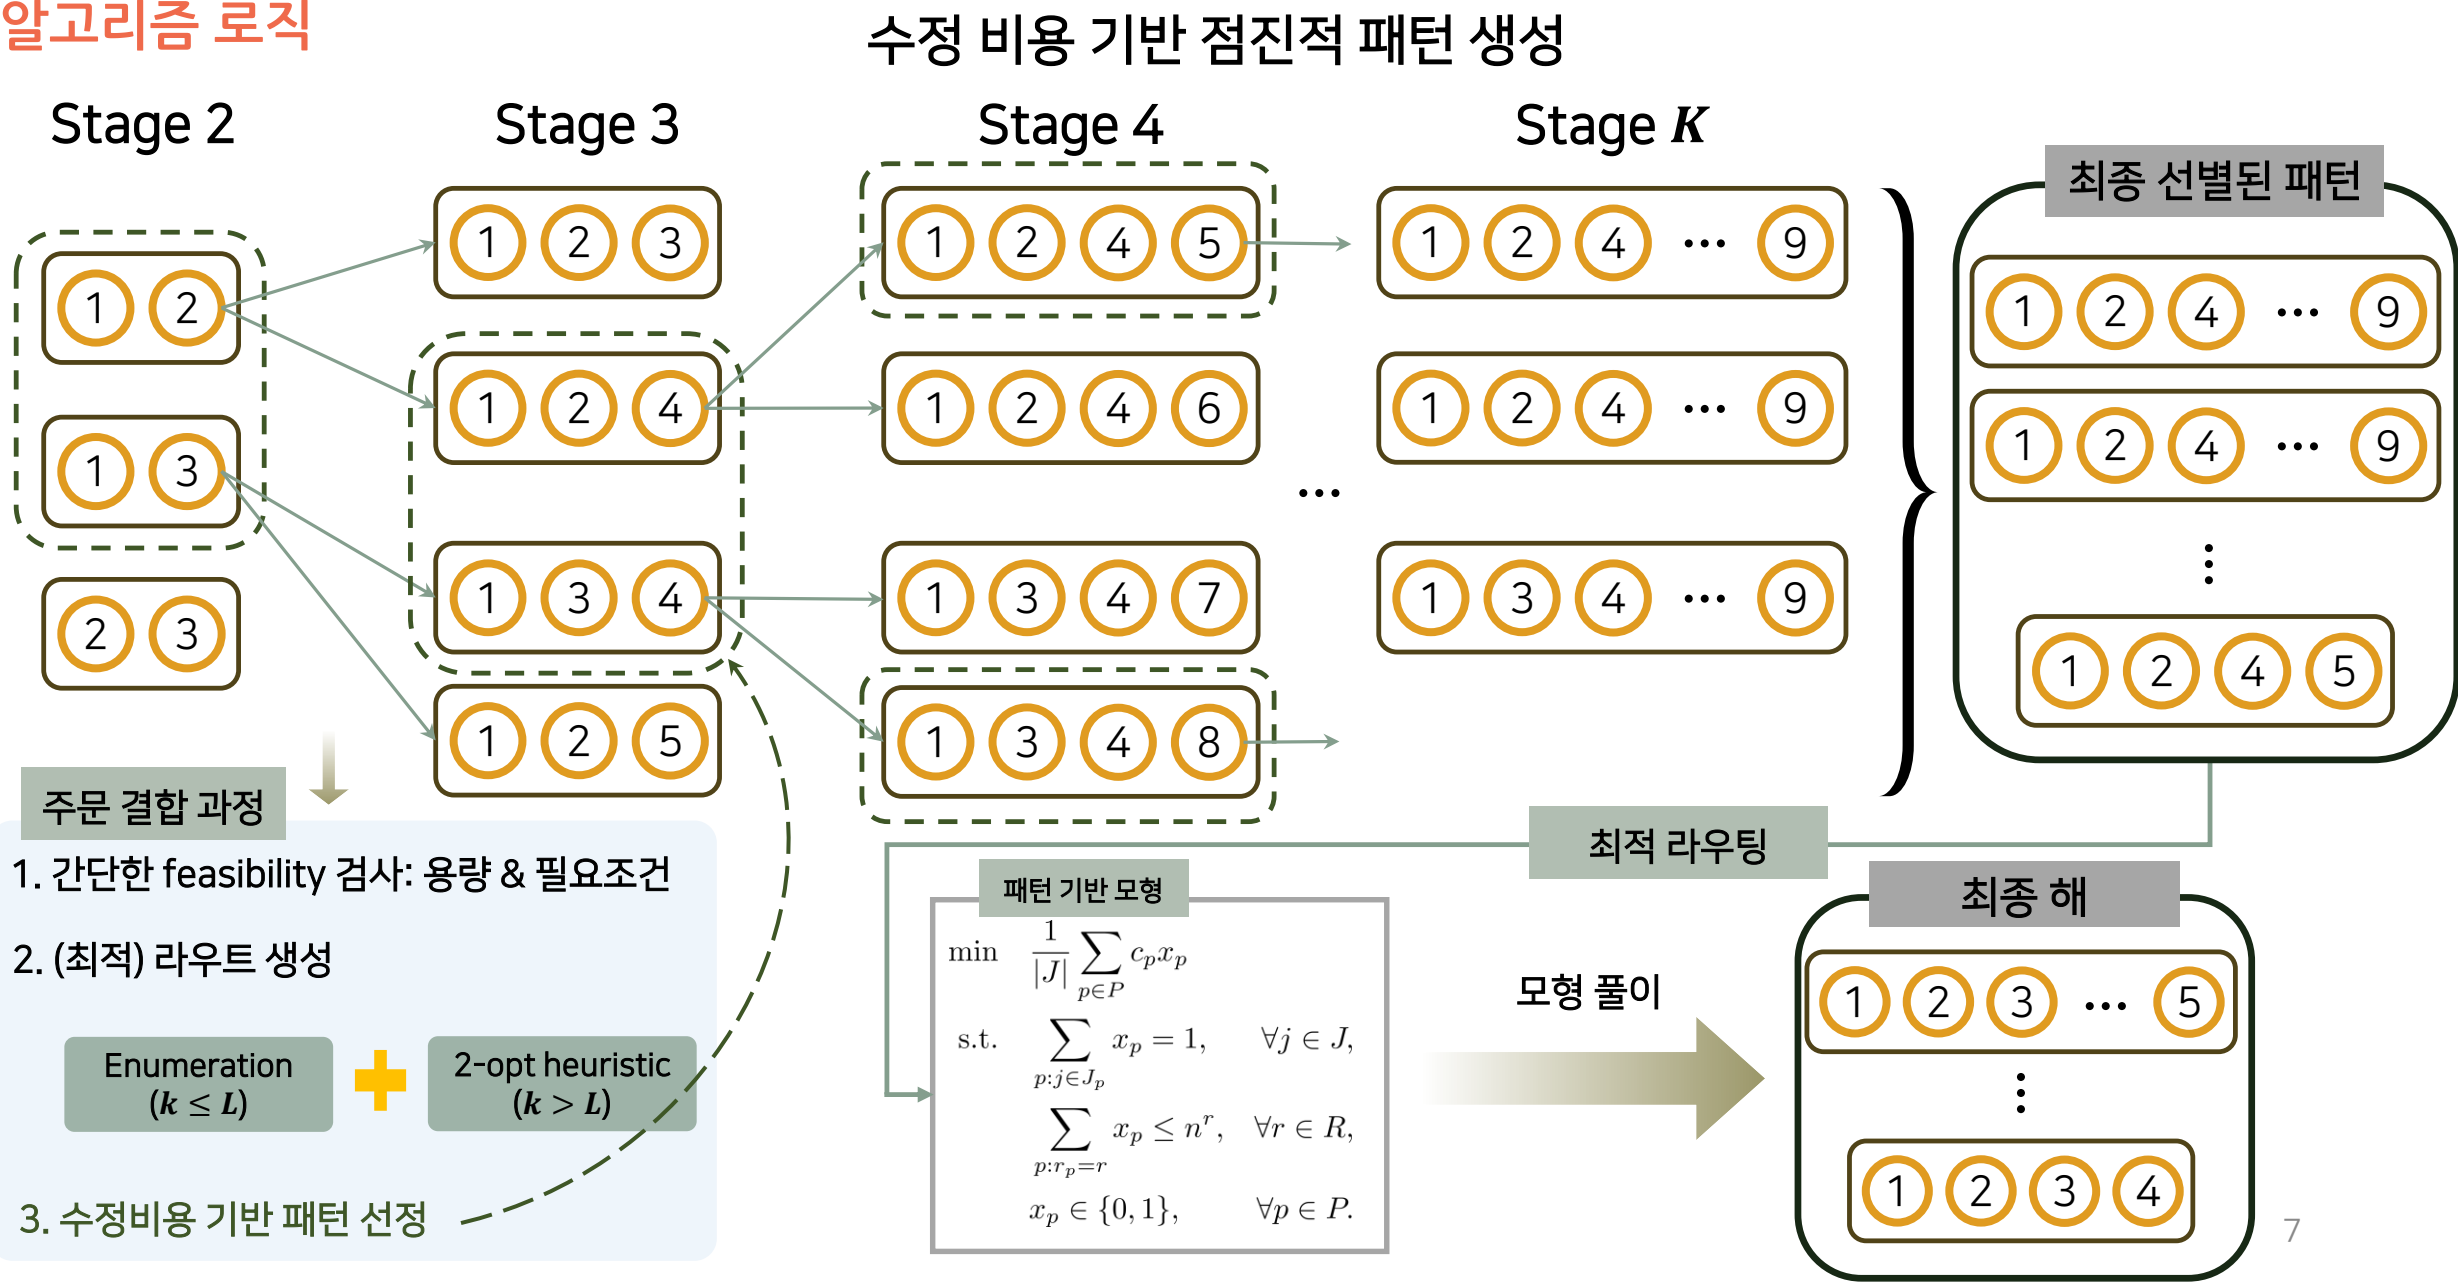 알고리즘 로직
수정 비용 기반 점진적 패턴 생성
Stage 2
Stage 3
Stage 4
Stage K
1 2
1 3
2 3
1 2 3
1 2 4
1 3 4
1 2 5
1 2 4 5
1 2 4 6
1 3 4 7
1 3 4 8
...
1 2 4 ... 9
1 2 4 ... 9
1 3 4 ... 9
최종 선별된 패턴
1 2 4 ... 9
1 2 4 ... 9
⋮
1 2 4 5
주문 결합 과정
1. 간단한 feasibility 검사: 용량 & 필요조건
2. (최적) 라우트 생성
Enumeration
(k ≤ L)
2-opt heuristic
(k > L)
3. 수정비용 기반 패턴 선정
최적 라우팅
패턴 기반 모형
min 1/|J| ∑_{p∈P} c_p x_p
s.t. ∑_{p:j∈J_p} x_p = 1, ∀j ∈ J,
∑_{p:r_p=r} x_p ≤ n^r, ∀r ∈ R,
x_p ∈ {0, 1}, ∀p ∈ P.
모형 풀이
최종 해
1 2 3 ... 5
⋮
1 2 3 4
7